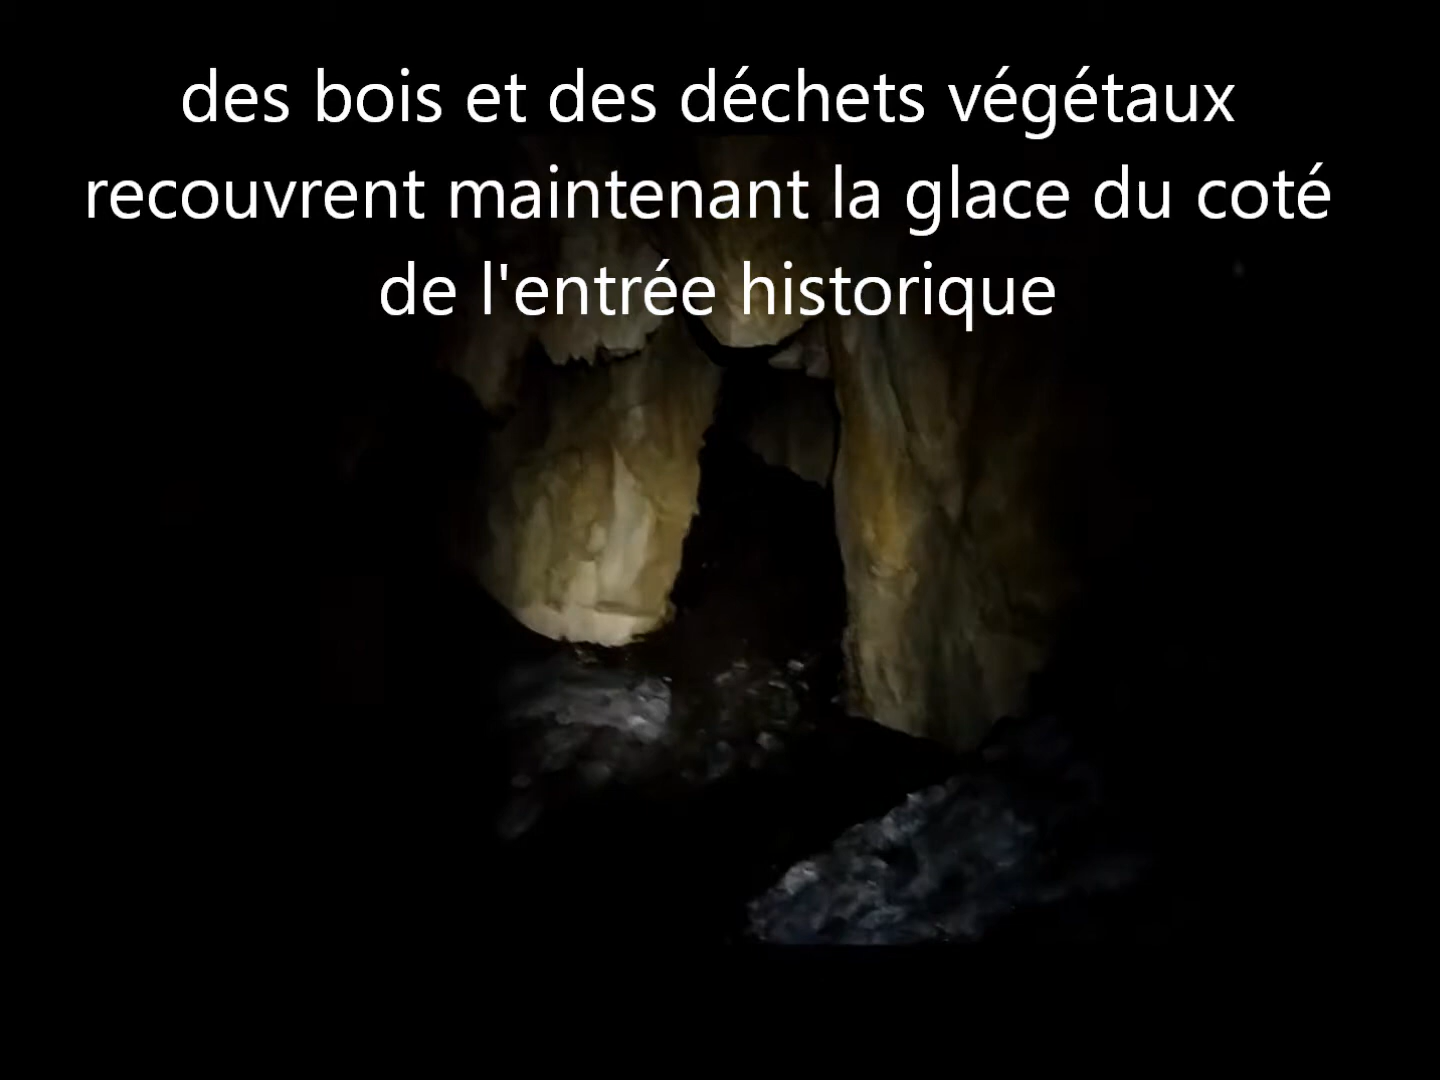 des bois et des déchets végétaux
recouvrent maintenant la glace du coté
de l'entrée historique